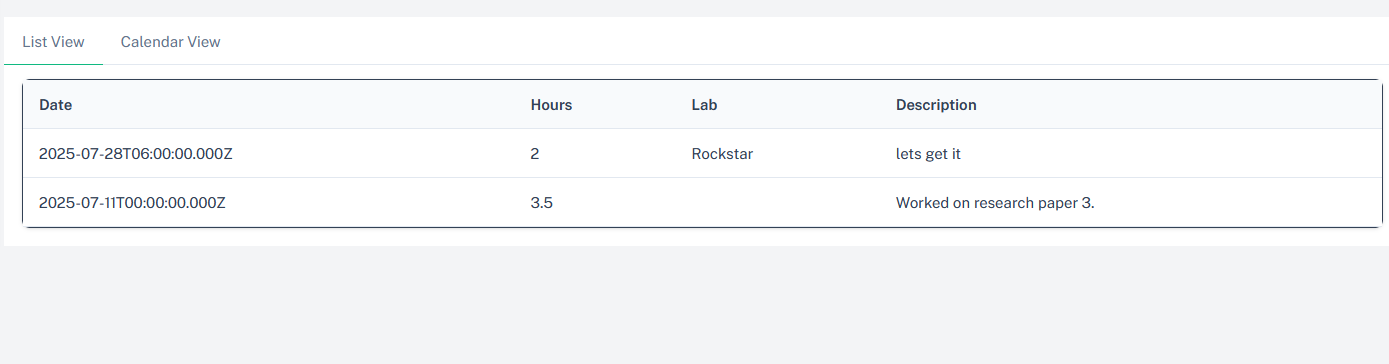 List View Calendar View
Date Hours Lab Description
2025-07-28T06:00:00.000Z 2 Rockstar lets get it
2025-07-11T00:00:00.000Z 3.5 Worked on research paper 3.